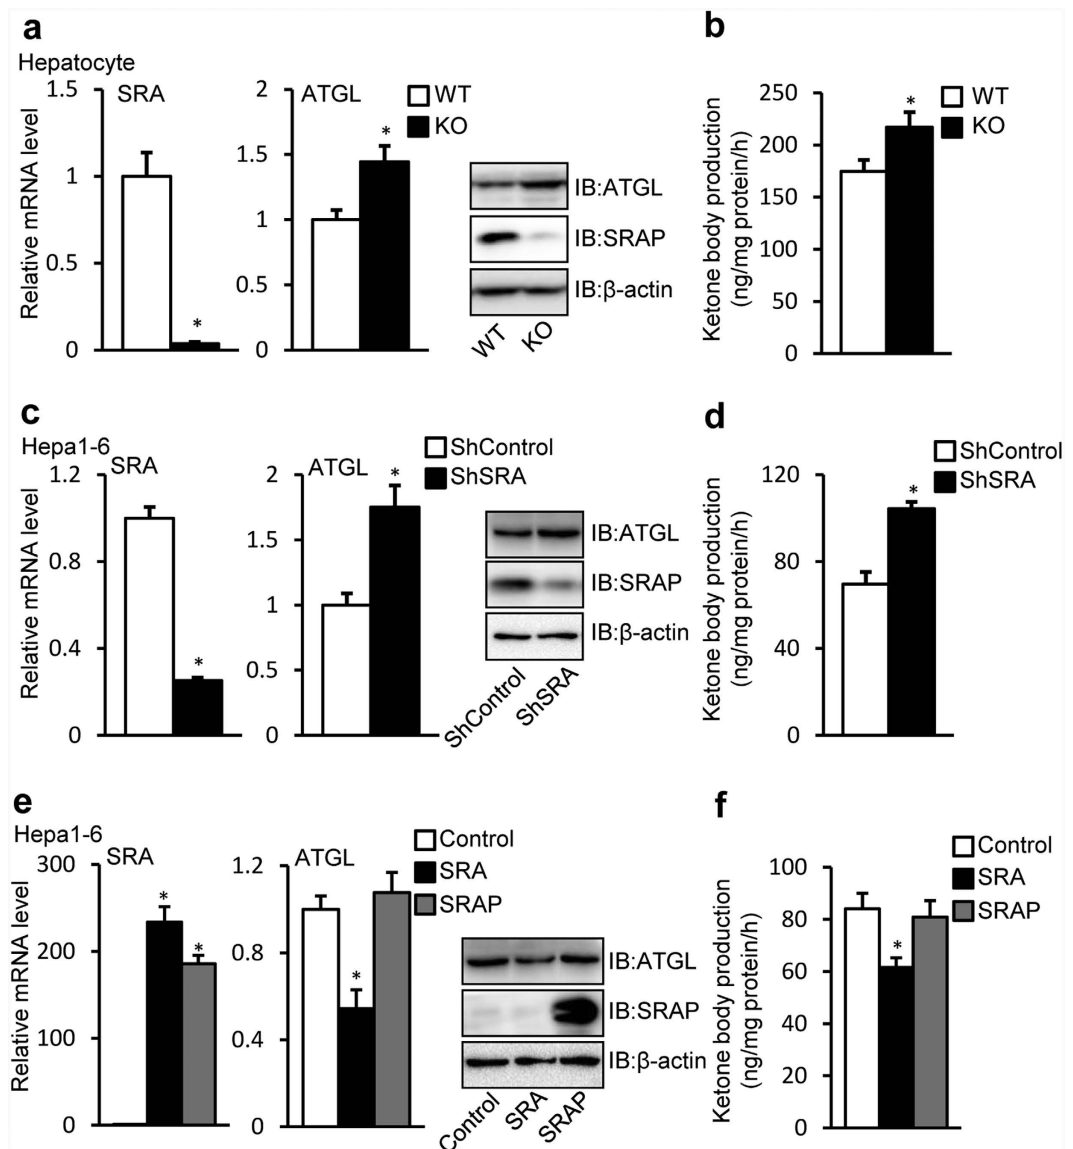 a
Hepatocyte
Relative mRNA level
1.5
1
0.5
0
SRA
*
2
1.5
1
0.5
0
ATGL
*
WT
KO
IB:ATGL
IB:SRAP
IB:β-actin
WT
KO
b
Ketone body production
(ng/mg protein/h)
250
200
150
100
50
0
*
WT
KO
c
Hepa1-6
Relative mRNA level
1.2
0.8
0.4
0
SRA
*
2
1.5
1
0.5
0
ATGL
*
ShControl
ShSRA
IB:ATGL
IB:SRAP
IB:β-actin
ShControl
ShSRA
d
Ketone body production
(ng/mg protein/h)
120
80
40
0
*
ShControl
ShSRA
e
Hepa1-6
Relative mRNA level
300
200
100
0
SRA
*
*
1.2
0.8
0.4
0
ATGL
*
Control
SRA
SRAP
IB:ATGL
IB:SRAP
IB:β-actin
Control
SRA
SRAP
f
Ketone body production
(ng/mg protein/h)
100
80
60
40
20
0
*
Control
SRA
SRAP